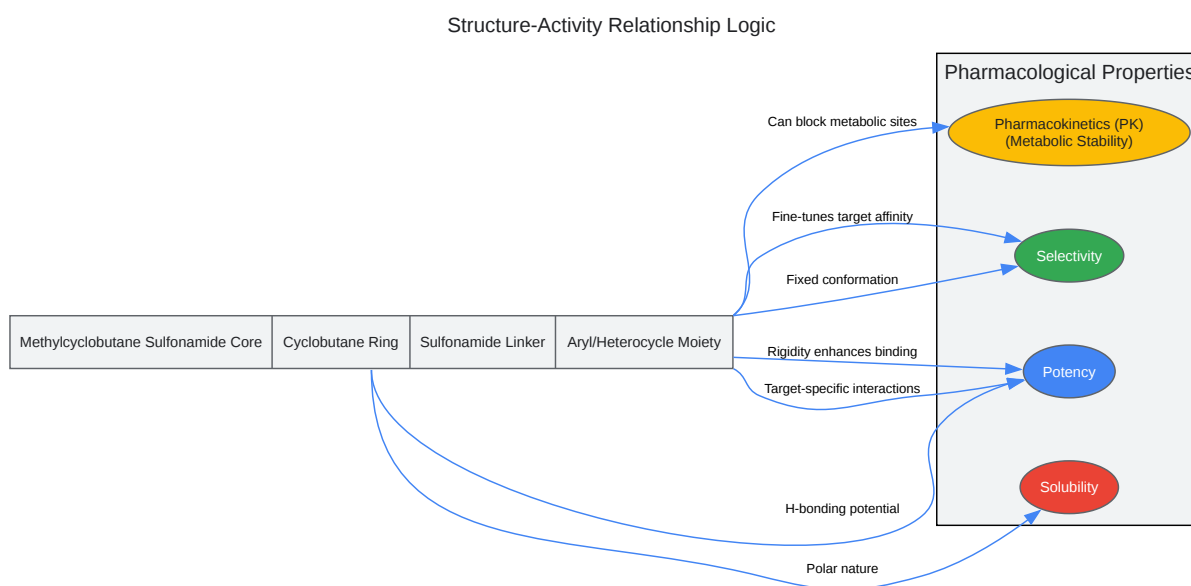 Structure-Activity Relationship Logic
Pharmacological Properties
Can block metabolic sites
Pharmacokinetics (PK)
(Metabolic Stability)
Fine-tunes target affinity
Selectivity
Fixed conformation
Methylcyclobutane Sulfonamide Core
Cyclobutane Ring
Sulfonamide Linker
Aryl/Heterocycle Moiety
Rigidity enhances binding
Potency
Target-specific interactions
Solubility
H-bonding potential
Polar nature